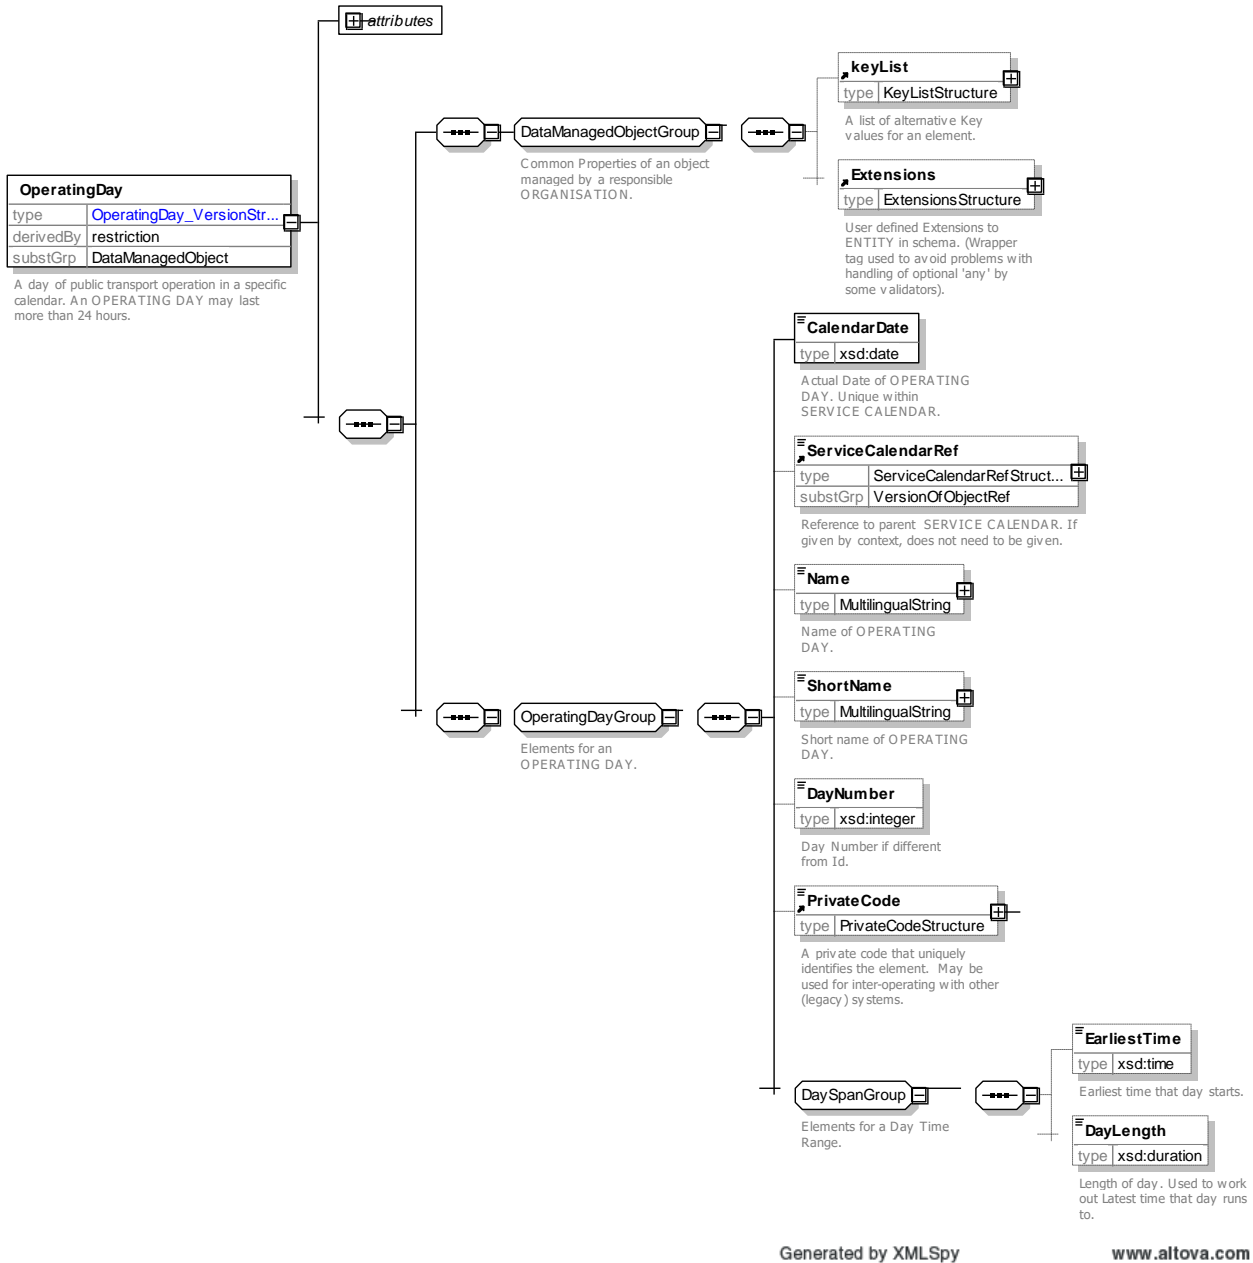 attributes
OperatingDay
type OperatingDay_VersionStr...
derivedBy restriction
substGrp DataManagedObject
A day of public transport operation in a specific
calendar. An OPERATING DAY may last
more than 24 hours.
DataManagedObjectGroup
Common Properties of an object
managed by a responsible
ORGANISATION.
keyList
type KeyListStructure
A list of alternative Key
values for an element.
Extensions
type ExtensionsStructure
User defined Extensions to
ENTITY in schema. (Wrapper
tag used to avoid problems with
handling of optional 'any' by
some validators).
OperatingDayGroup
Elements for an
OPERATING DAY.
CalendarDate
type xsd:date
Actual Date of OPERATING
DAY. Unique within
SERVICE CALENDAR.
ServiceCalendarRef
type ServiceCalendarRefStruct...
substGrp VersionOfObjectRef
Reference to parent SERVICE CALENDAR. If
given by context, does not need to be given.
Name
type MultilingualString
Name of OPERATING
DAY.
ShortName
type MultilingualString
Short name of OPERATING
DAY.
DayNumber
type xsd:integer
Day Number if different
from Id.
PrivateCode
type PrivateCodeStructure
A private code that uniquely
identifies the element. May be
used for inter-operating with other
(legacy) systems.
DaySpanGroup
Elements for a Day Time
Range.
EarliestTime
type xsd:time
Earliest time that day starts.
DayLength
type xsd:duration
Length of day. Used to work
out Latest time that day runs
to.
Generated by XMLSpy www.altova.com